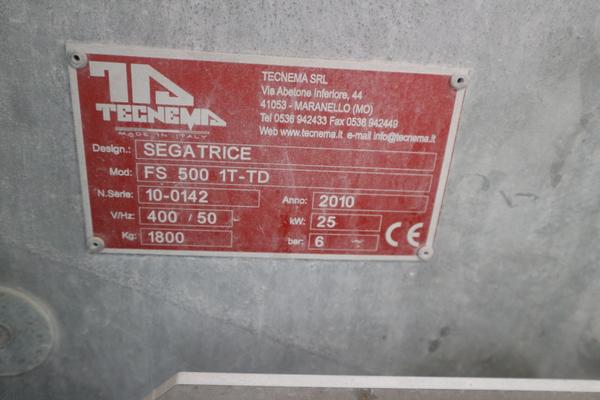 TECNEMA
MADE IN ITALY
TECNEMA SRL
Via Abetone Inferiore, 44
41053 - MARANELLO (MO)
Tel 0536 942433 Fax 0536 942449
Web www.tecnema.it e-mail info@tecnema.it
Design.: SEGATRICE
Mod: FS 500 1T-TD
N.Serie: 10-0142 Anno: 2010
V/Hz: 400 / 50 kW: 25
Kg: 1800 bar: 6 CE